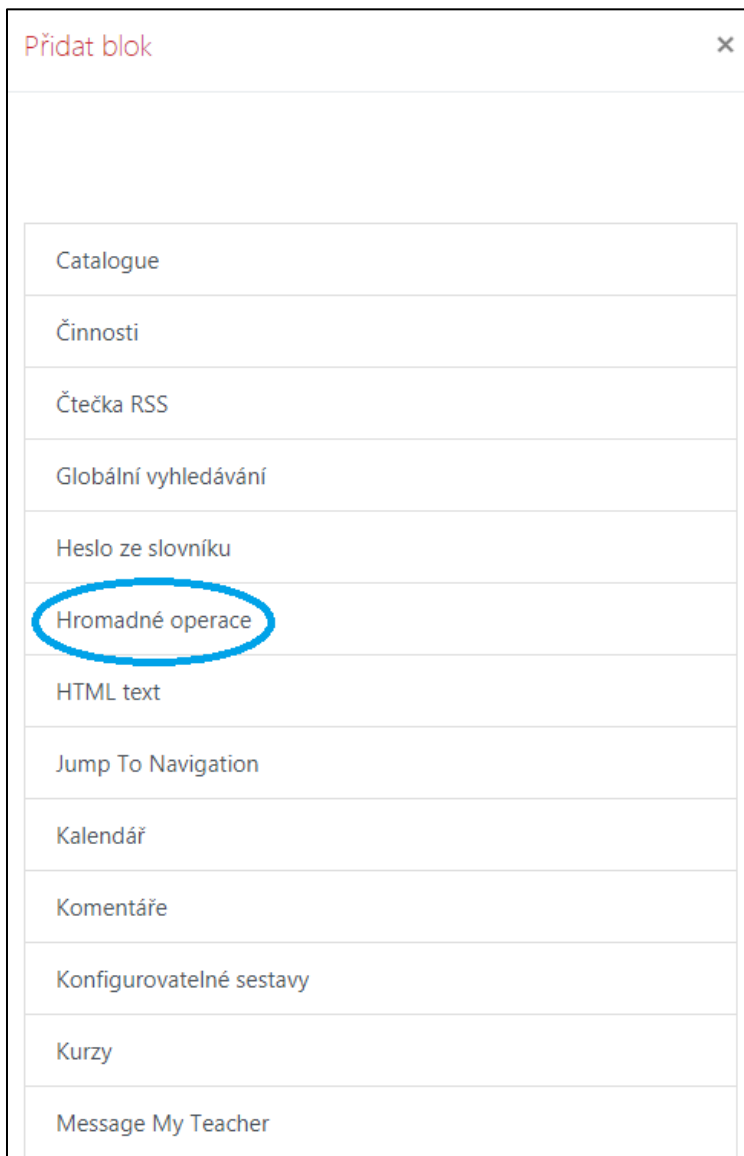 Přidat blok
Catalogue
Činnosti
Čtečka RSS
Globální vyhledávání
Heslo ze slovníku
Hromadné operace
HTML text
Jump To Navigation
Kalendář
Komentáře
Konfigurovatelné sestavy
Kurzy
Message My Teacher